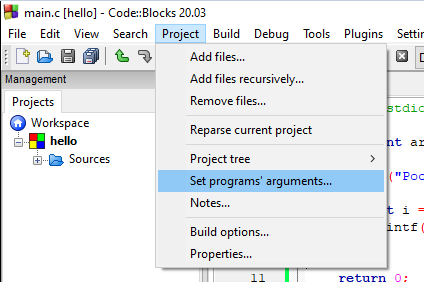 main.c [hello] - Code::Blocks 20.03
File Edit View Search Project Build Debug Tools Plugins
Management
Projects
Workspace
hello
Sources
Add files...
Add files recursively...
Remove files...
Reparse current project
Project tree
Set programs' arguments...
Notes...
Build options...
Properties...
stdic
nt ar
("Poc
t i =
intf(
11 return 0;